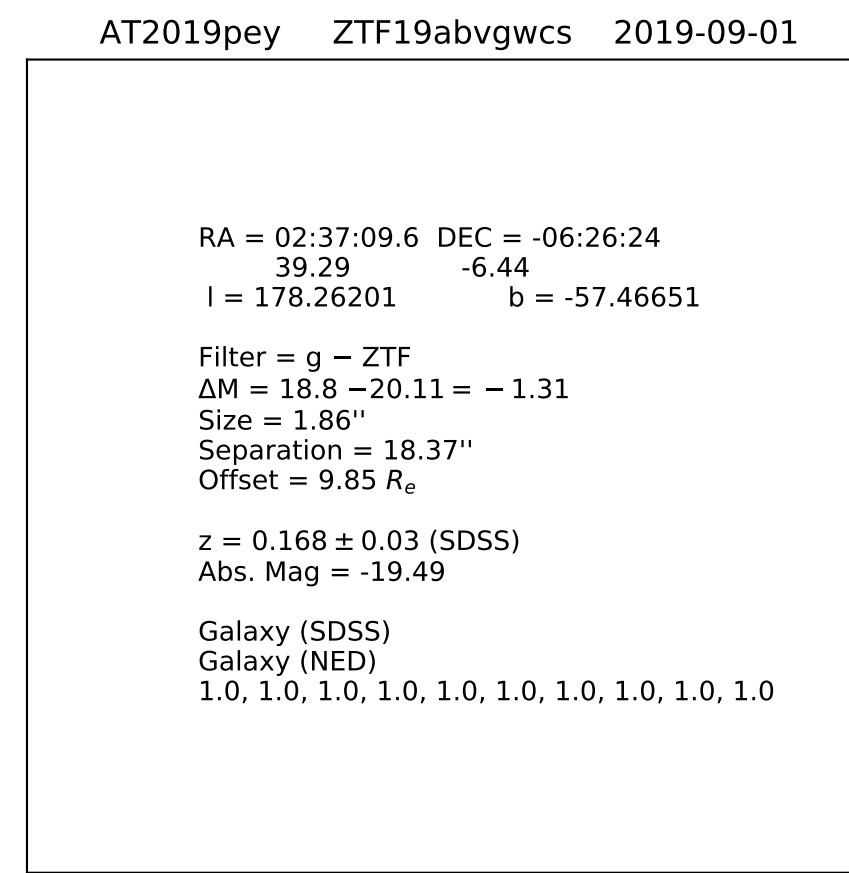 AT2019pey ZTF19abvgwcs 2019-09-01
RA = 02:37:09.6 DEC = -06:26:24
39.29 -6.44
l = 178.26201 b = -57.46651
Filter = g − ZTF
ΔM = 18.8 −20.11 = − 1.31
Size = 1.86''
Separation = 18.37''
Offset = 9.85 Re
z = 0.168 ± 0.03 (SDSS)
Abs. Mag = -19.49
Galaxy (SDSS)
Galaxy (NED)
1.0, 1.0, 1.0, 1.0, 1.0, 1.0, 1.0, 1.0, 1.0, 1.0